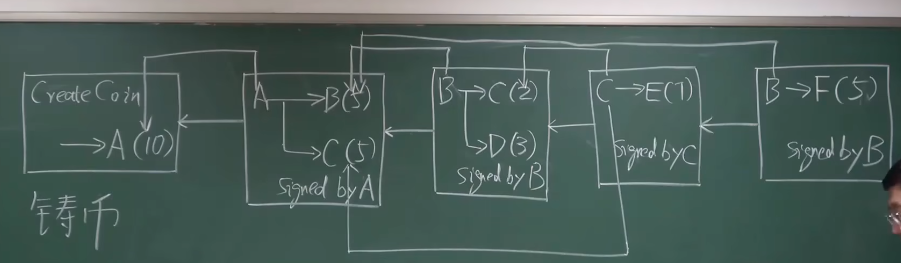 Create Coin
→A(10)
铸币
A→B(5)
→C(5)
Signed by A
B→C(2)
→D(3)
Signed by B
C→E(7)
Signed by C
B→F(5)
Signed by B